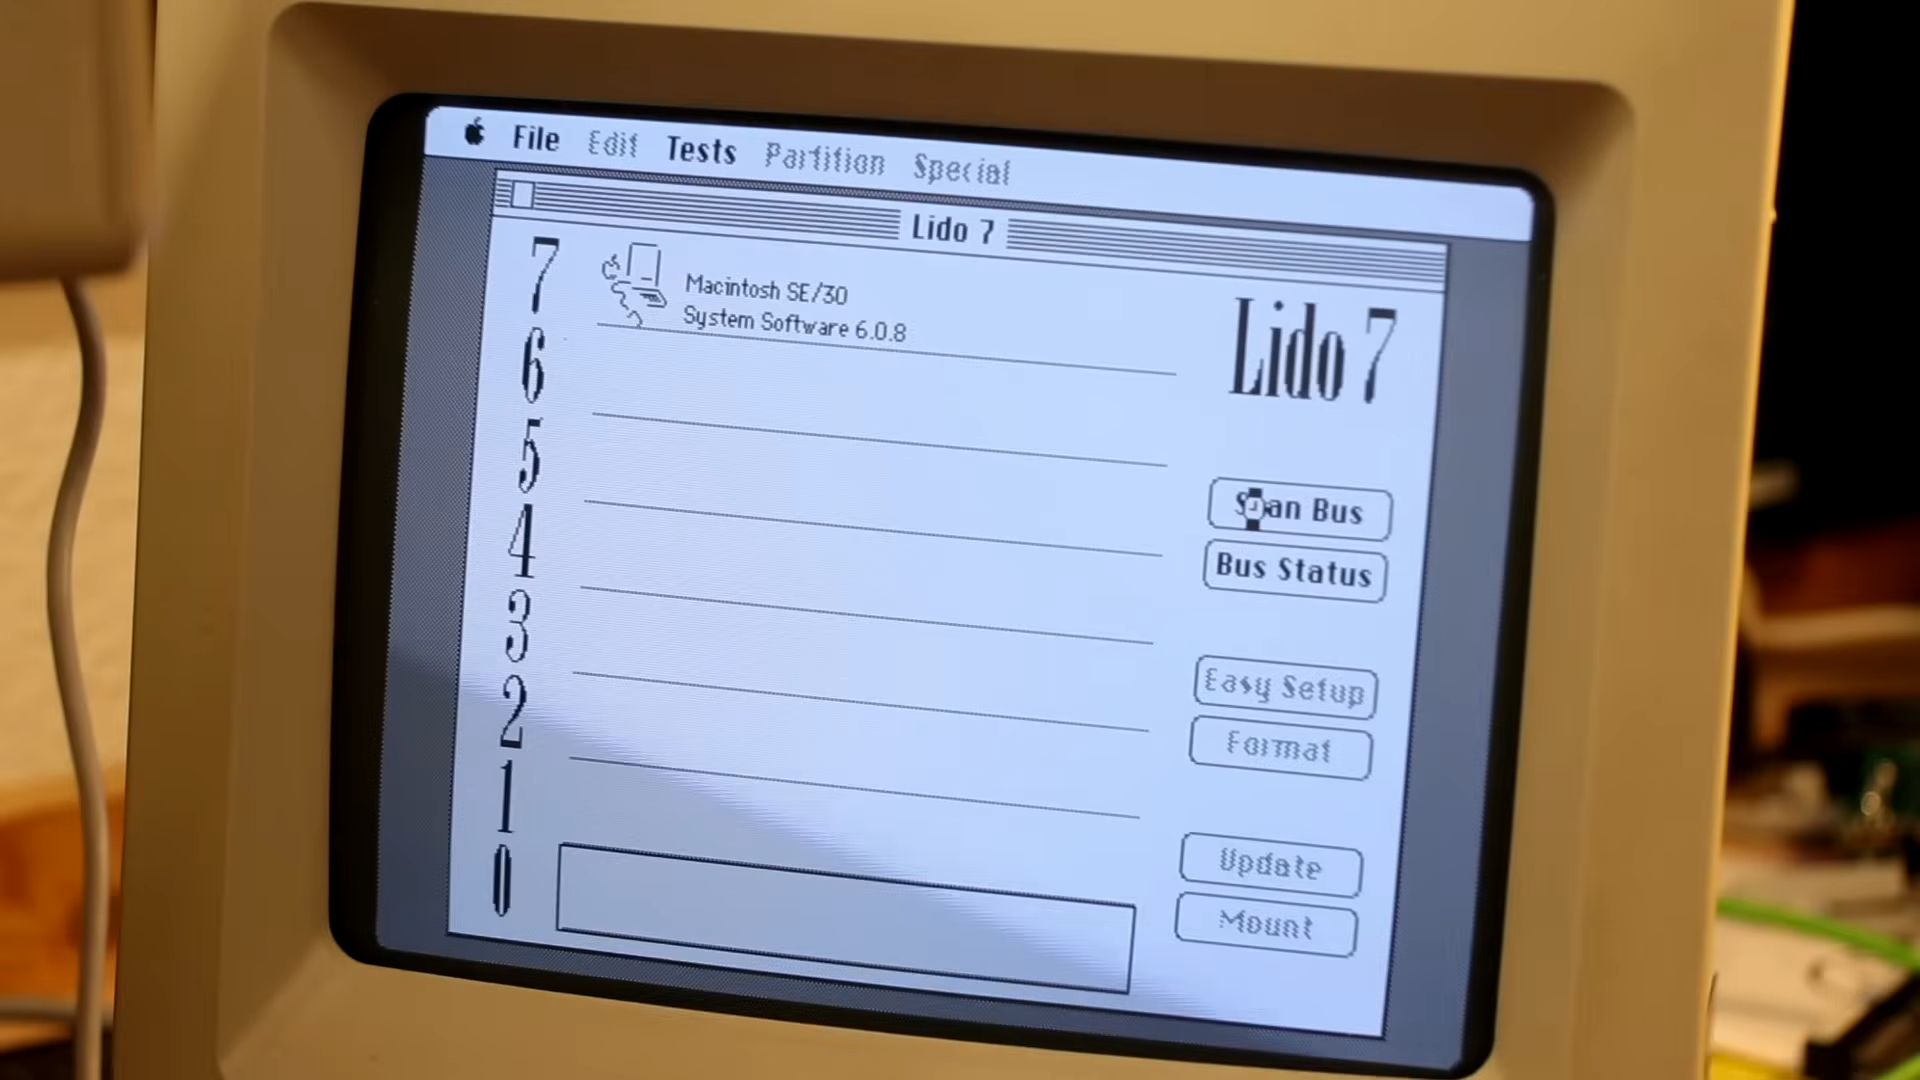 File Edit Tests Partition Special
Lido 7
7
Macintosh SE/30
System Software 6.0.8
Lido 7
6
5
Scan Bus
4
Bus Status
3
Easy Setup
2
Format
1
Update
0
Mount